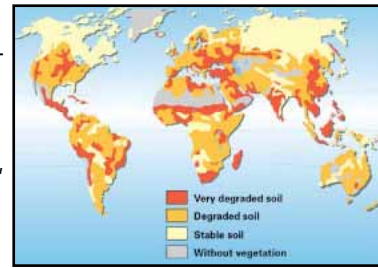 Very degraded soil
Degraded soil
Stable soil
Without vegetation